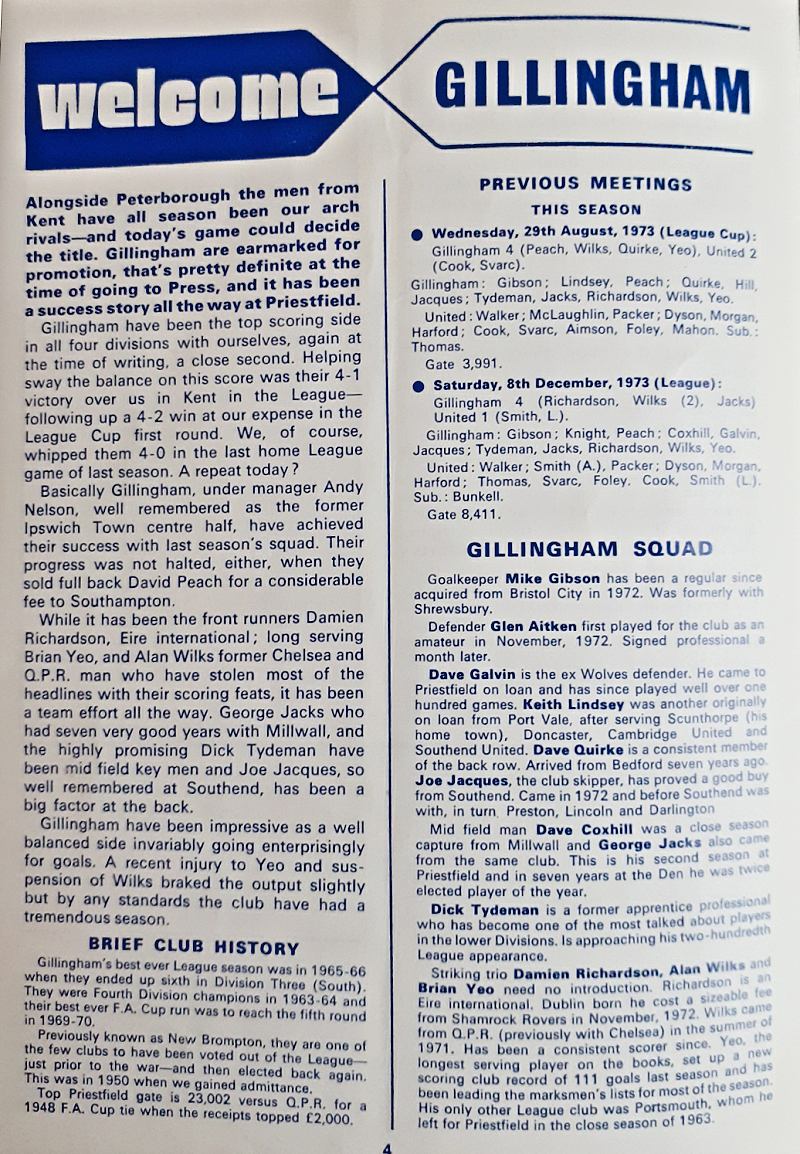 welcome
GILLINGHAM
Alongside Peterborough the men from
Kent have all season been our arch
rivals—and today's game could decide
the title. Gillingham are earmarked for
promotion, that's pretty definite at the
time of going to Press, and it has been
a success story all the way at Priestfield.
Gillingham have been the top scoring side
in all four divisions with ourselves, again at
the time of writing, a close second. Helping
sway the balance on this score was their 4-1
victory over us in Kent in the League—
following up a 4-2 win at our expense in the
League Cup first round. We, of course,
whipped them 4-0 in the last home League
game of last season. A repeat today?
Basically Gillingham, under manager Andy
Nelson, well remembered as the former
Ipswich Town centre half, have achieved
their success with last season's squad. Their
progress was not halted, either, when they
sold full back David Peach for a considerable
fee to Southampton.
While it has been the front runners Damien
Richardson, Eire international; long serving
Brian Yeo, and Alan Wilks former Chelsea and
Q.P.R. man who have stolen most of the
headlines with their scoring feats, it has been
a team effort all the way. George Jacks who
had seven very good years with Millwall, and
the highly promising Dick Tydeman have
been mid field key men and Joe Jacques, so
well remembered at Southend, has been a
big factor at the back.
Gillingham have been impressive as a well
balanced side invariably going enterprisingly
for goals. A recent injury to Yeo and sus-
pension of Wilks braked the output slightly
but by any standards the club have had a
tremendous season.
BRIEF CLUB HISTORY
Gillingham's best ever League season was in 1965-66
when they ended up sixth in Division Three (South).
They were Fourth Division champions in 1963-64 and
their best ever F.A. Cup run was to reach the fifth round
in 1969-70.
Previously known as New Brompton, they are one of
the few clubs to have been voted out of the League—
just prior to the war—and then elected back again.
This was in 1950 when we gained admittance.
Top Priestfield gate is 23,002 versus Q.P.R. for a
1948 F.A. Cup tie when the receipts topped £2,000.
PREVIOUS MEETINGS
THIS SEASON
● Wednesday, 29th August, 1973 (League Cup):
Gillingham 4 (Peach, Wilks, Quirke, Yeo), United 2
(Cook, Svarc).
Gillingham: Gibson; Lindsey, Peach; Quirke, Hill,
Jacques; Tydeman, Jacks, Richardson, Wilks, Yeo.
United: Walker; McLaughlin, Packer; Dyson, Morgan,
Harford; Cook, Svarc, Aimson, Foley, Mahon. Sub.:
Thomas.
Gate 3,991.
● Saturday, 8th December, 1973 (League):
Gillingham 4 (Richardson, Wilks (2), Jacks)
United 1 (Smith, L.).
Gillingham: Gibson; Knight, Peach; Coxhill, Galvin,
Jacques; Tydeman, Jacks, Richardson, Wilks, Yeo.
United: Walker; Smith (A.), Packer; Dyson, Morgan,
Harford; Thomas, Svarc, Foley. Cook, Smith (L.).
Sub.: Bunkell.
Gate 8,411.
GILLINGHAM SQUAD
Goalkeeper Mike Gibson has been a regular since
acquired from Bristol City in 1972. Was formerly with
Shrewsbury.
Defender Glen Aitken first played for the club as an
amateur in November, 1972. Signed professional a
month later.
Dave Galvin is the ex Wolves defender. He came to
Priestfield on loan and has since played well over one
hundred games. Keith Lindsey was another originally
on loan from Port Vale, after serving Scunthorpe (his
home town), Doncaster, Cambridge United and
Southend United. Dave Quirke is a consistent member
of the back row. Arrived from Bedford seven years ago.
Joe Jacques, the club skipper, has proved a good buy
from Southend. Came in 1972 and before Southend was
with, in turn, Preston, Lincoln and Darlington
Mid field man Dave Coxhill was a close season
capture from Millwall and George Jacks also came
from the same club. This is his second season at
Priestfield and in seven years at the Den he was twice
elected player of the year.
Dick Tydeman is a former apprentice professional
who has become one of the most talked about players
in the lower Divisions. Is approaching his two-hundredth
League appearance.
Striking trio Damien Richardson, Alan Wilks and
Brian Yeo need no introduction. Richardson is an
Eire international. Dublin born he cost a sizeable fee
from Shamrock Rovers in November, 1972. Wilks came
from Q.P.R. (previously with Chelsea) in the summer of
1971. Has been a consistent scorer since. Yeo, the
longest serving player on the books, set up a new
scoring club record of 111 goals last season and has
been leading the marksmen's lists for most of the season.
His only other League club was Portsmouth, whom he
left for Priestfield in the close season of 1963.
4